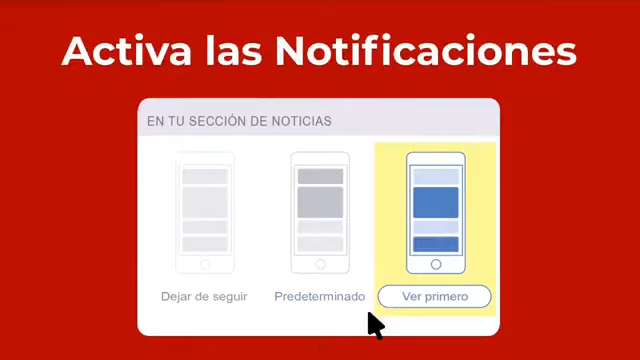 Activa las Notificaciones
EN TU SECCIÓN DE NOTICIAS
Dejar de seguir
Predeterminado
Ver primero